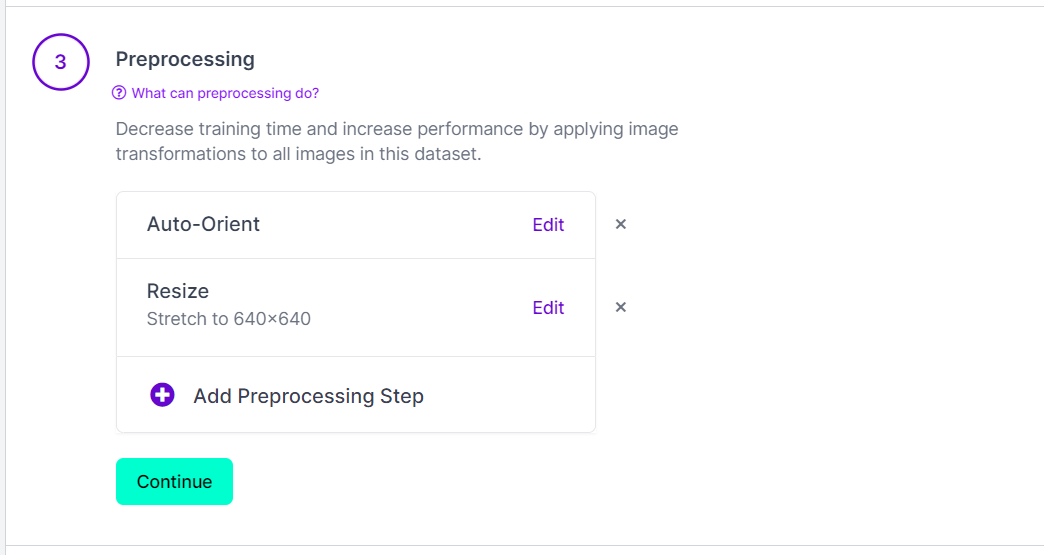 3
Preprocessing
What can preprocessing do?
Decrease training time and increase performance by applying image
transformations to all images in this dataset.
Auto-Orient
Edit
×
Resize
Stretch to 640×640
Edit
×
Add Preprocessing Step
Continue